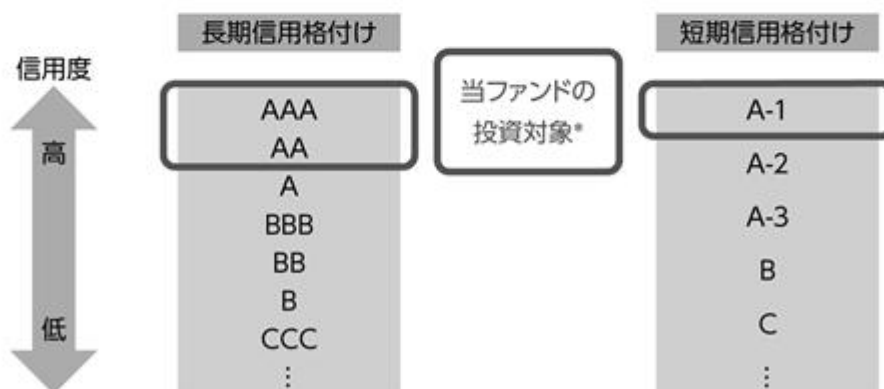 長期信用格付け
短期信用格付け
信用度
高
低
AAA
AA
A
BBB
BB
B
CCC
⋮
当ファンドの
投資対象*
A-1
A-2
A-3
B
C
⋮